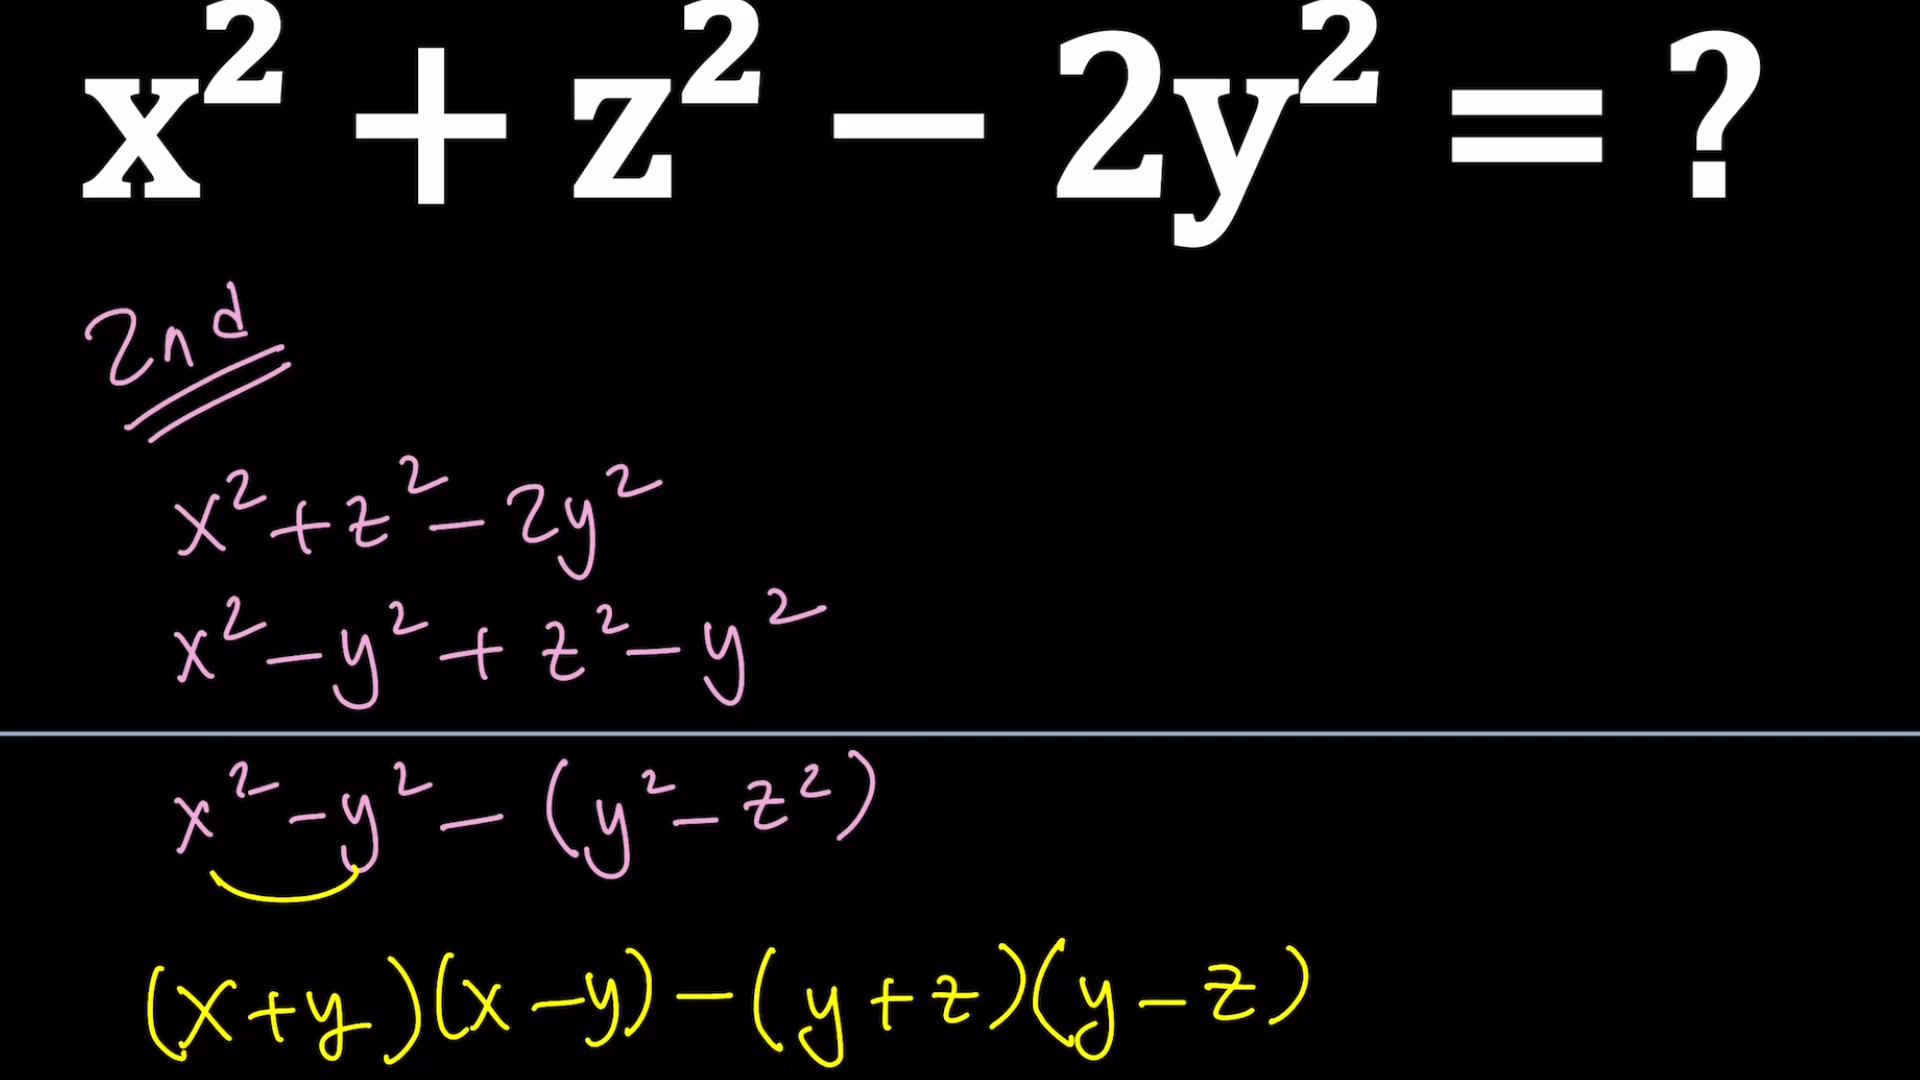 x² + z² − 2y² = ?
2nd
x² + z² − 2y²
x² − y² + z² − y²
x² − y² − (y² − z²)
(x + y)(x − y) − (y + z)(y − z)